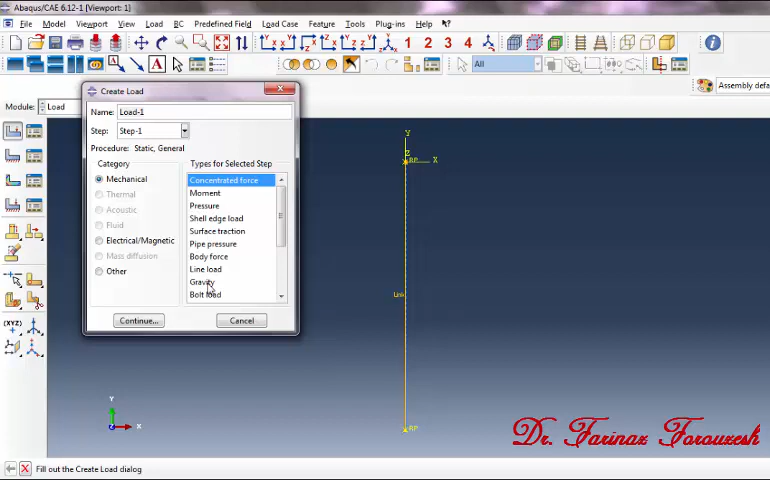 Abaqus/CAE 6.12-1 [Viewport: 1]
File Model Viewport View Load BC Predefined Field Load Case Feature Tools Plug-ins Help
1 2 3 4
A All
Assembly defa
Module: Load
Create Load
Name: Load-1
Step: Step-1
Procedure: Static, General
Category
Mechanical
Thermal
Acoustic
Fluid
Electrical/Magnetic
Mass diffusion
Other
Types for Selected Step
Concentrated force
Moment
Pressure
Shell edge load
Surface traction
Pipe pressure
Body force
Line load
Gravity
Bolt load
Continue... Cancel
Y
Z
RP X
Link
RP
Y
X
(XYZ)
Dr. Farinaz Forouzesh
Fill out the Create Load dialog